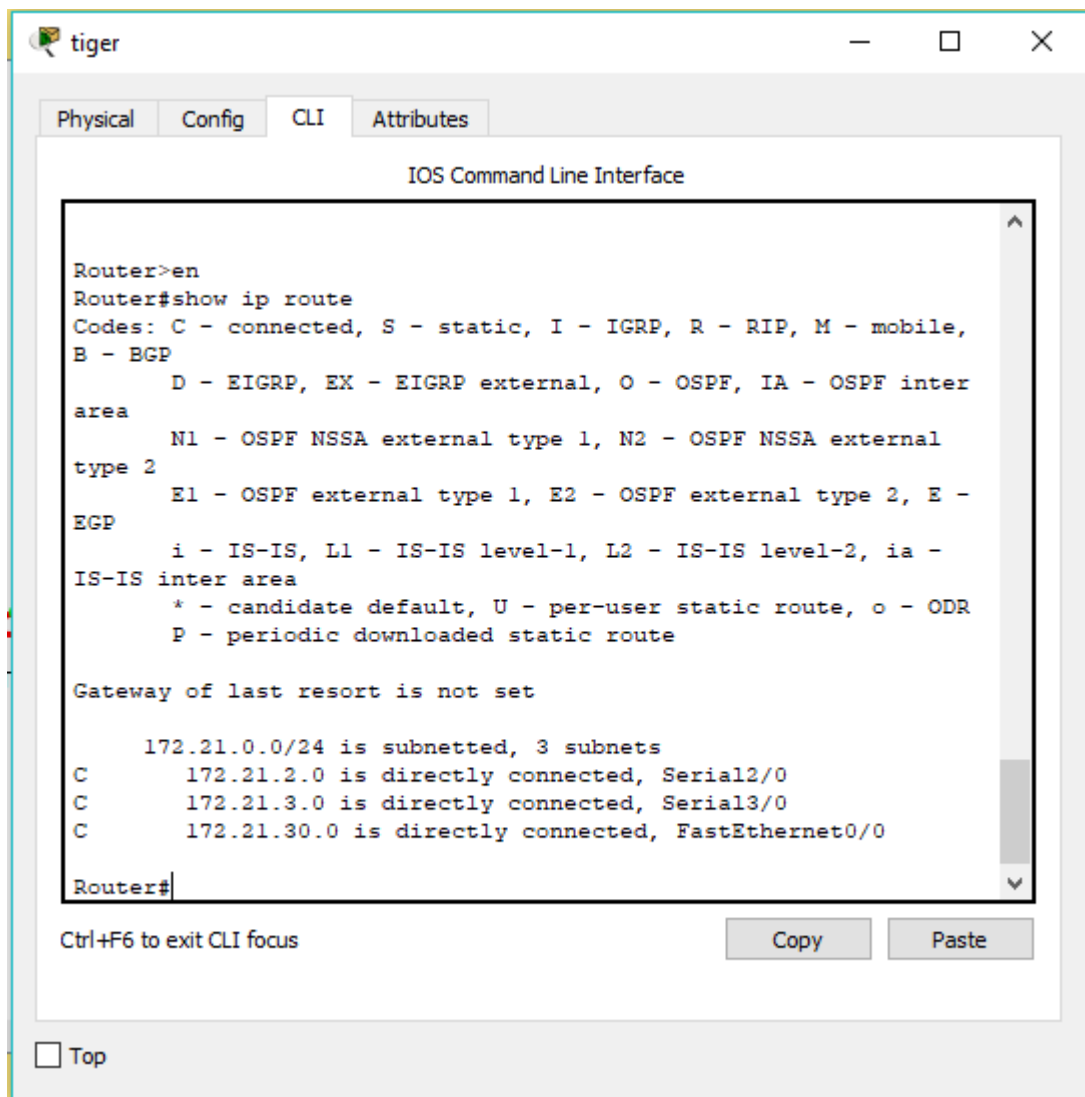 tiger
Physical Config CLI Attributes
IOS Command Line Interface
Router>en
Router#show ip route
Codes: C - connected, S - static, I - IGRP, R - RIP, M - mobile,
B - BGP
       D - EIGRP, EX - EIGRP external, O - OSPF, IA - OSPF inter
area
       N1 - OSPF NSSA external type 1, N2 - OSPF NSSA external
type 2
       E1 - OSPF external type 1, E2 - OSPF external type 2, E -
EGP
       i - IS-IS, L1 - IS-IS level-1, L2 - IS-IS level-2, ia -
IS-IS inter area
       * - candidate default, U - per-user static route, o - ODR
       P - periodic downloaded static route
Gateway of last resort is not set
     172.21.0.0/24 is subnetted, 3 subnets
C       172.21.2.0 is directly connected, Serial2/0
C       172.21.3.0 is directly connected, Serial3/0
C       172.21.30.0 is directly connected, FastEthernet0/0
Router#
Ctrl+F6 to exit CLI focus
Copy Paste
Top